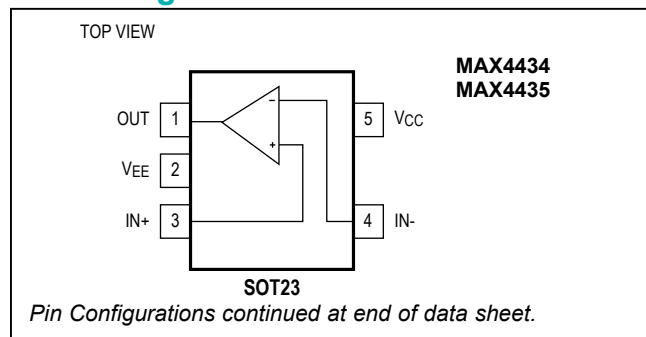 TOP VIEW
MAX4434
MAX4435
OUT 1
VEE 2
IN+ 3
5 VCC
4 IN-
-
+
SOT23
Pin Configurations continued at end of data sheet.